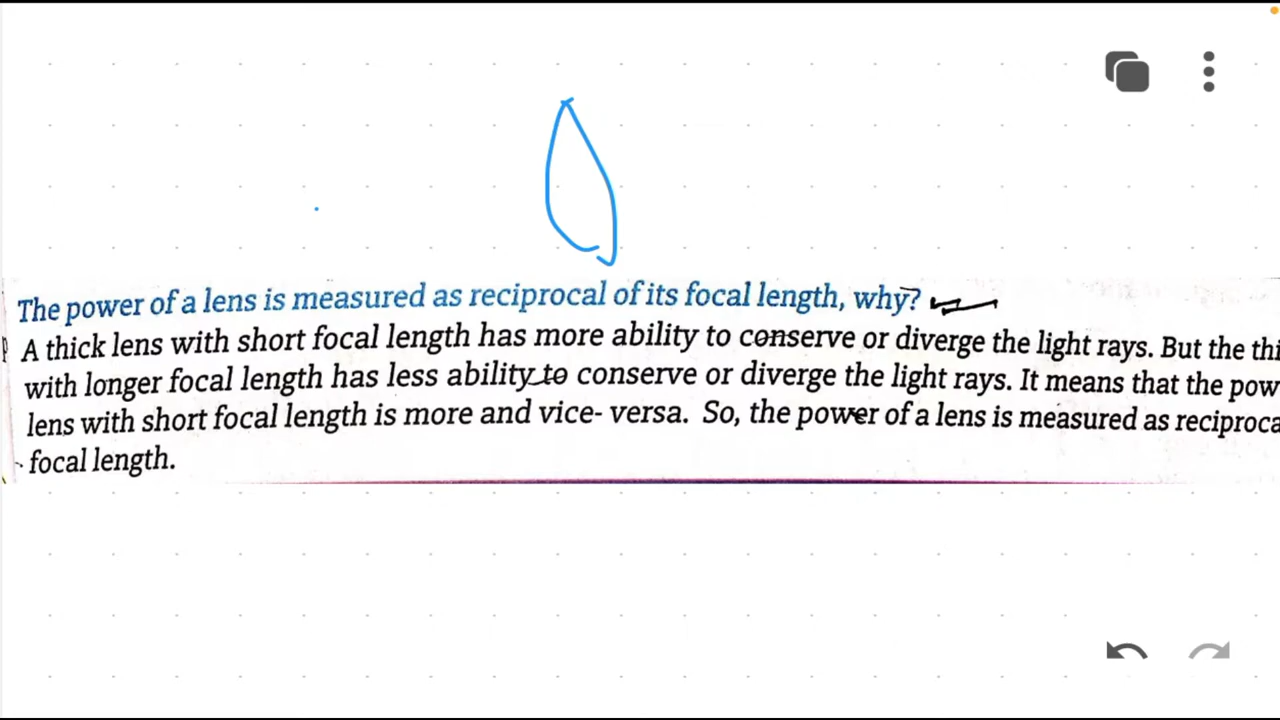 The power of a lens is measured as reciprocal of its focal length, why?
A thick lens with short focal length has more ability to conserve or diverge the light rays. But the thi
with longer focal length has less ability to conserve or diverge the light rays. It means that the pow
lens with short focal length is more and vice- versa. So, the power of a lens is measured as reciproca
focal length.